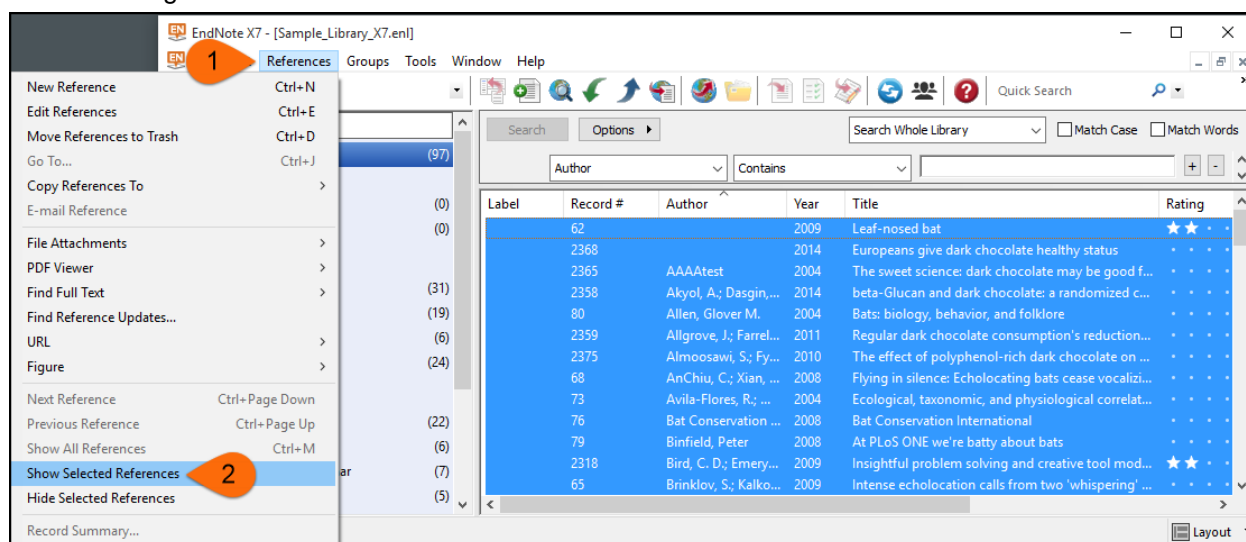 EndNote X7 - [Sample_Library_X7.enl]
1
References Groups Tools Window Help
New Reference Ctrl+N
Edit References Ctrl+E
Move References to Trash Ctrl+D
Go To... Ctrl+J
Copy References To
E-mail Reference
File Attachments
PDF Viewer
Find Full Text
Find Reference Updates...
URL
Figure
Next Reference Ctrl+Page Down
Previous Reference Ctrl+Page Up
Show All References Ctrl+M
Show Selected References 2
Hide Selected References
Record Summary...
(97)
(0)
(0)
(31)
(19)
(6)
(24)
(22)
(6)
ar (7)
(5)
Quick Search
Search Options Search Whole Library Match Case Match Words
Author Contains + -
Label Record # Author Year Title Rating
62 2009 Leaf-nosed bat
2368 2014 Europeans give dark chocolate healthy status
2365 AAAAtest 2004 The sweet science: dark chocolate may be good f...
2358 Akyol, A.; Dasgin,... 2014 beta-Glucan and dark chocolate: a randomized c...
80 Allen, Glover M. 2004 Bats: biology, behavior, and folklore
2359 Allgrove, J.; Farrel... 2011 Regular dark chocolate consumption's reduction...
2375 Almoosawi, S.; Fy... 2010 The effect of polyphenol-rich dark chocolate on ...
68 AnChiu, C.; Xian, ... 2008 Flying in silence: Echolocating bats cease vocalizi...
73 Avila-Flores, R.; ... 2004 Ecological, taxonomic, and physiological correlat...
76 Bat Conservation ... 2008 Bat Conservation International
79 Binfield, Peter 2008 At PLoS ONE we're batty about bats
2318 Bird, C. D.; Emery... 2009 Insightful problem solving and creative tool mod...
65 Brinklov, S.; Kalko... 2009 Intense echolocation calls from two 'whispering' ...
Layout